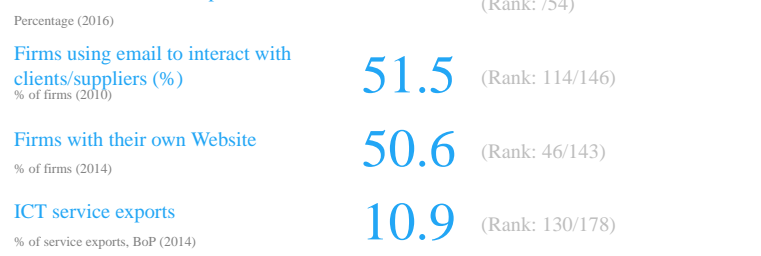 (Rank: /54)
Percentage (2016)
Firms using email to interact with
clients/suppliers (%)
51.5 (Rank: 114/146)
% of firms (2010)
Firms with their own Website
50.6 (Rank: 46/143)
% of firms (2014)
ICT service exports
10.9 (Rank: 130/178)
% of service exports, BoP (2014)